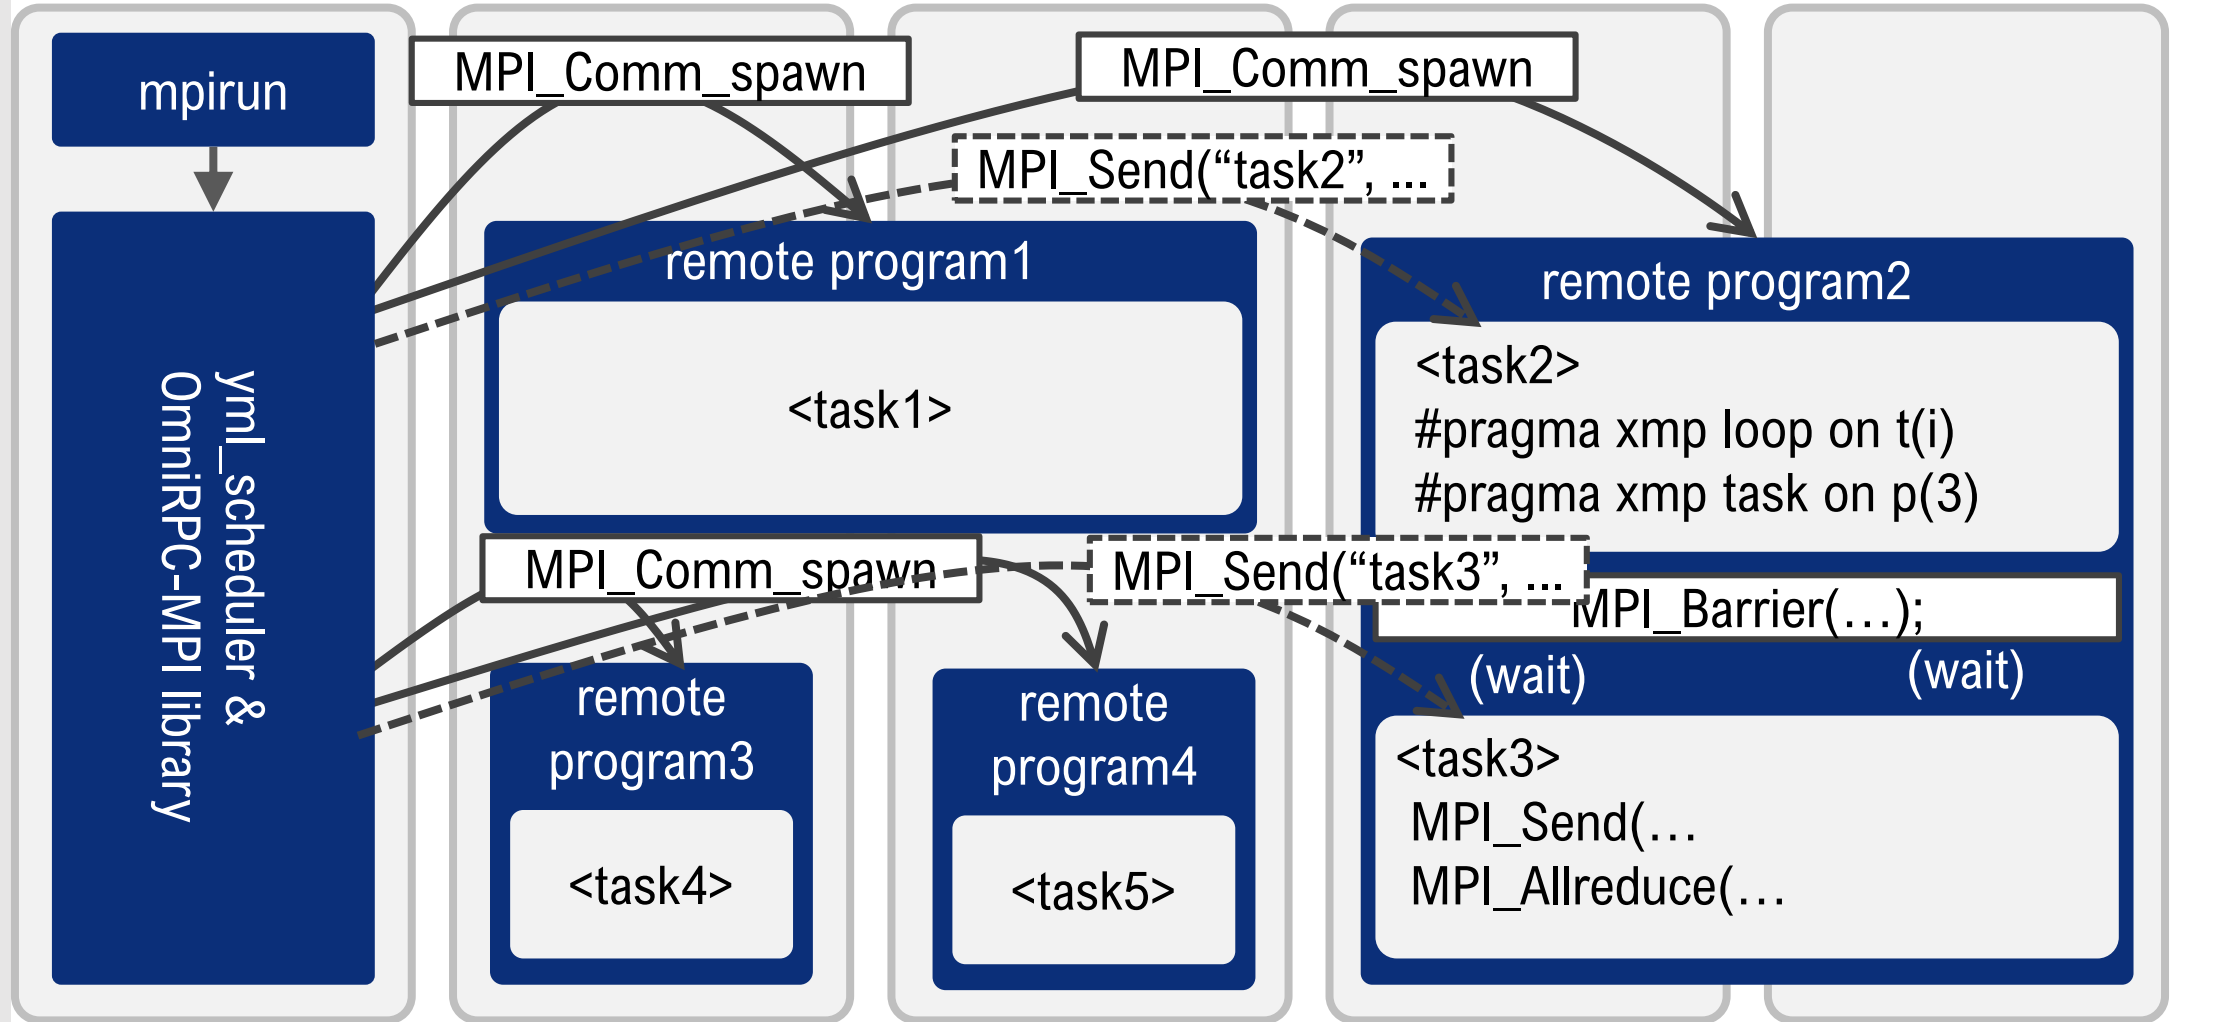 mpirun
MPI_Comm_spawn
MPI_Comm_spawn
MPI_Send(“task2”, ...
yml_scheduler &
OmniRPC-MPI library
remote program1
<task1>
remote program2
<task2>
#pragma xmp loop on t(i)
#pragma xmp task on p(3)
MPI_Comm_spawn
MPI_Send(“task3”, ...
MPI_Barrier(…);
(wait)
(wait)
remote
program3
<task4>
remote
program4
<task5>
<task3>
MPI_Send(…
MPI_Allreduce(…